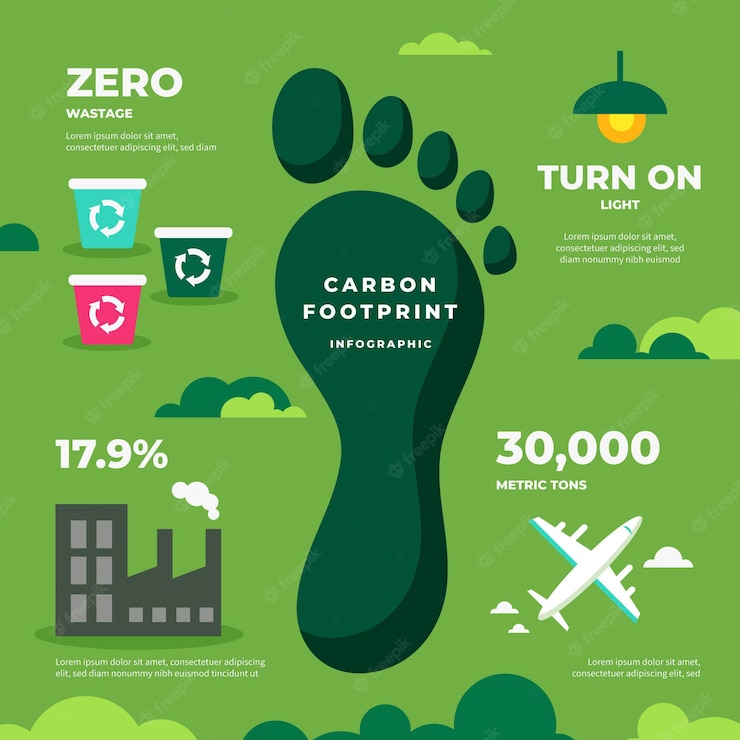 ZERO
WASTAGE
Lorem ipsum dolor sit amet,
consectetuer adipiscing elit, sed diam
TURN ON
LIGHT
Lorem ipsum dolor sit amet,
consectetuer adipiscing elit,
sed diam nonummy nibh euismod
CARBON
FOOTPRINT
INFOGRAPHIC
17.9%
Lorem ipsum dolor sit amet, consectetuer adipiscing
elit, sed diam nonummy nibh euismod tincidunt ut
30,000
METRIC TONS
Lorem ipsum dolor sit amet,
consectetuer adipiscing elit, sed
freepik